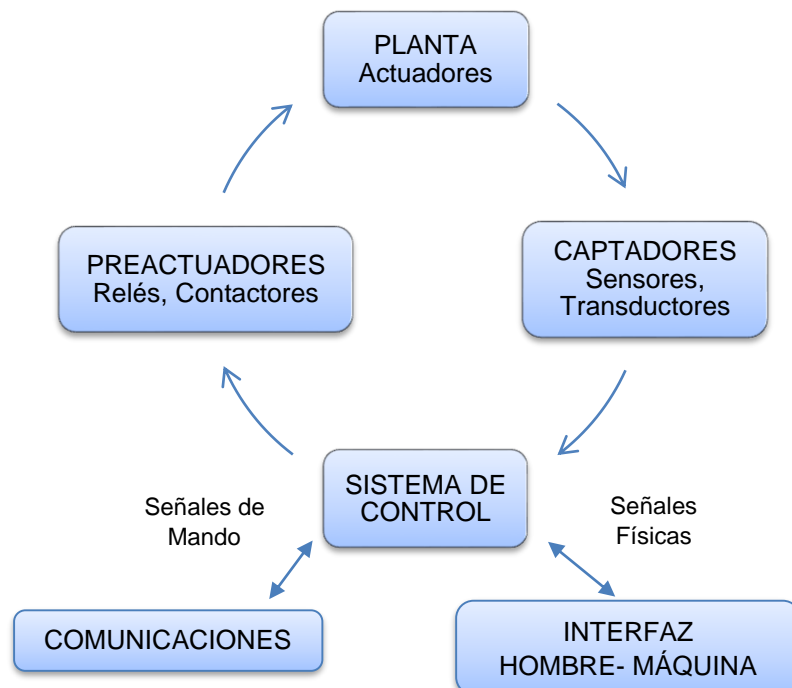 PLANTA
Actuadores
PREACTUADORES
Relés, Contactores
CAPTADORES
Sensores,
Transductores
SISTEMA DE
CONTROL
Señales de
Mando
Señales
Físicas
COMUNICACIONES
INTERFAZ
HOMBRE- MÁQUINA